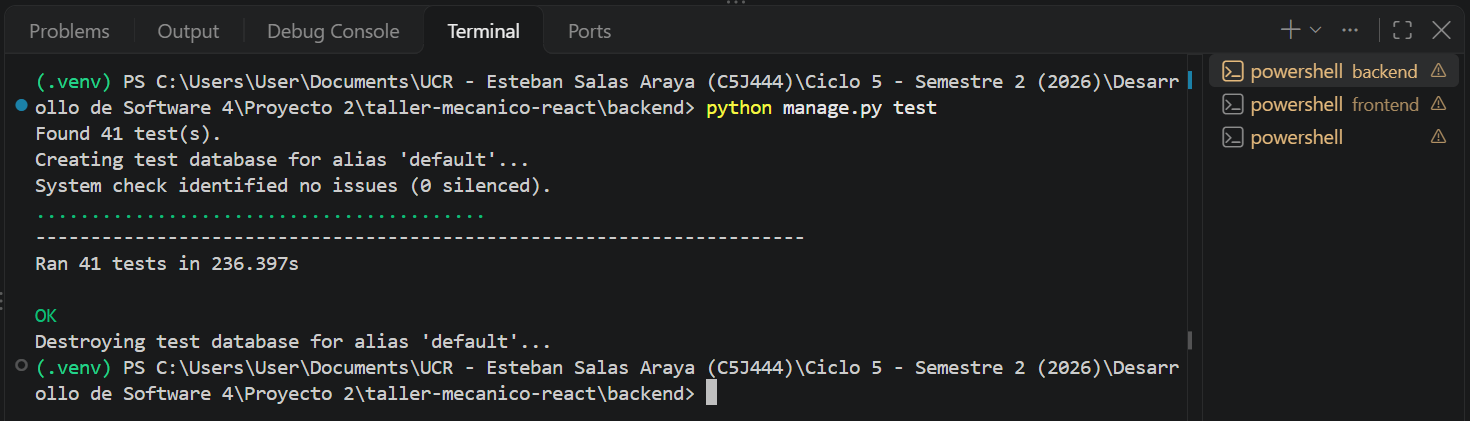 Problems Output Debug Console Terminal Ports
(.venv) PS C:\Users\User\Documents\UCR - Esteban Salas Araya (C5J444)\Ciclo 5 - Semestre 2 (2026)\Desarr
ollo de Software 4\Proyecto 2\taller-mecanico-react\backend> python manage.py test
Found 41 test(s).
Creating test database for alias 'default'...
System check identified no issues (0 silenced).
.........................................
----------------------------------------------------------------------
Ran 41 tests in 236.397s
OK
Destroying test database for alias 'default'...
(.venv) PS C:\Users\User\Documents\UCR - Esteban Salas Araya (C5J444)\Ciclo 5 - Semestre 2 (2026)\Desarr
ollo de Software 4\Proyecto 2\taller-mecanico-react\backend>
powershell backend
powershell frontend
powershell